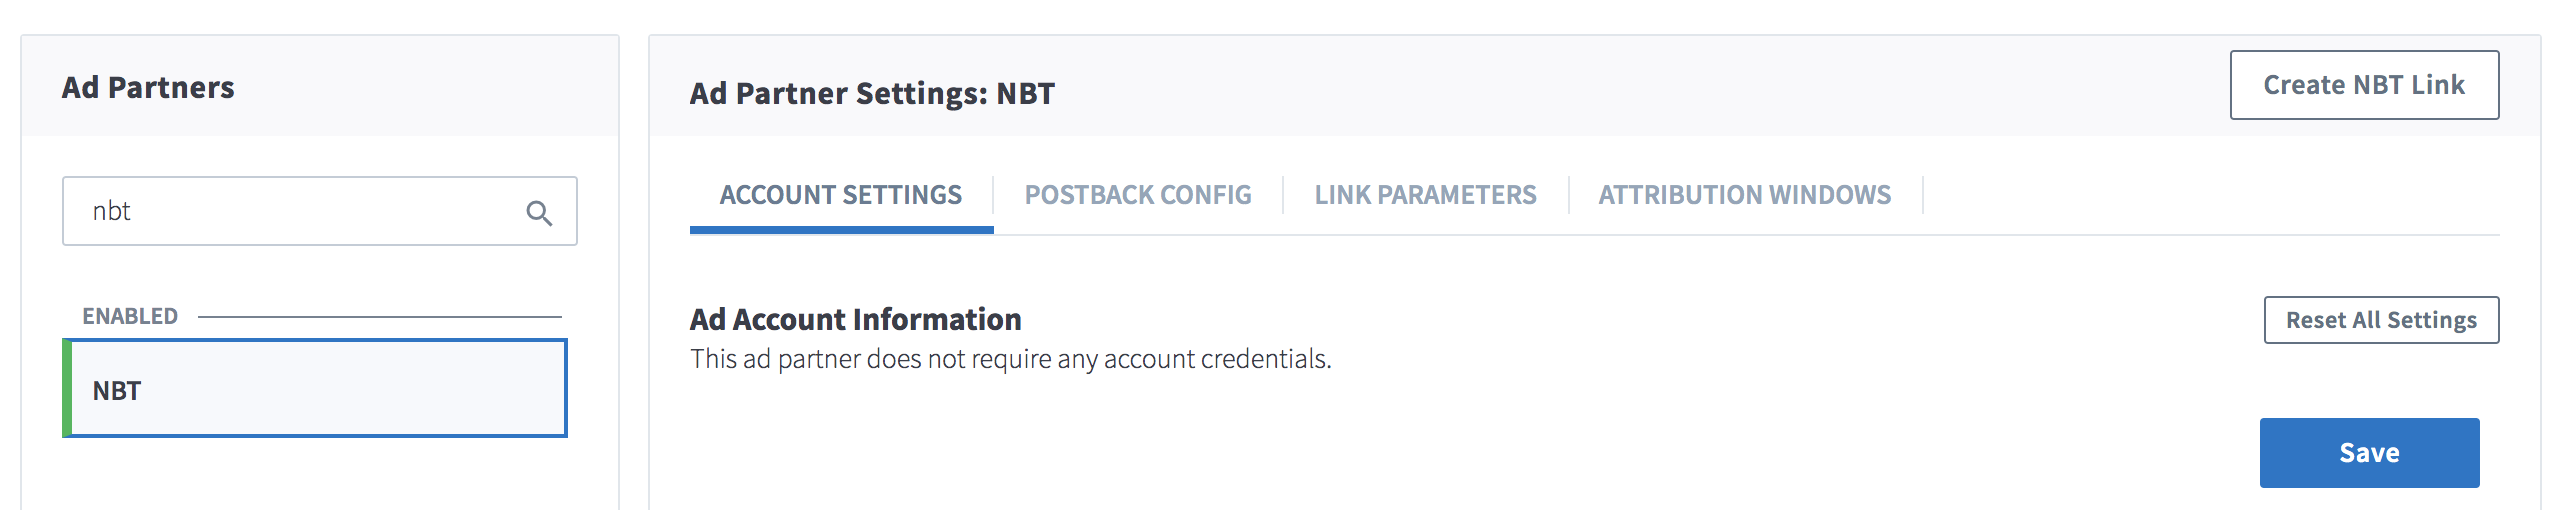 Ad Partners
nbt
ENABLED
NBT
Ad Partner Settings: NBT
Create NBT Link
ACCOUNT SETTINGS
POSTBACK CONFIG
LINK PARAMETERS
ATTRIBUTION WINDOWS
Ad Account Information
This ad partner does not require any account credentials.
Reset All Settings
Save